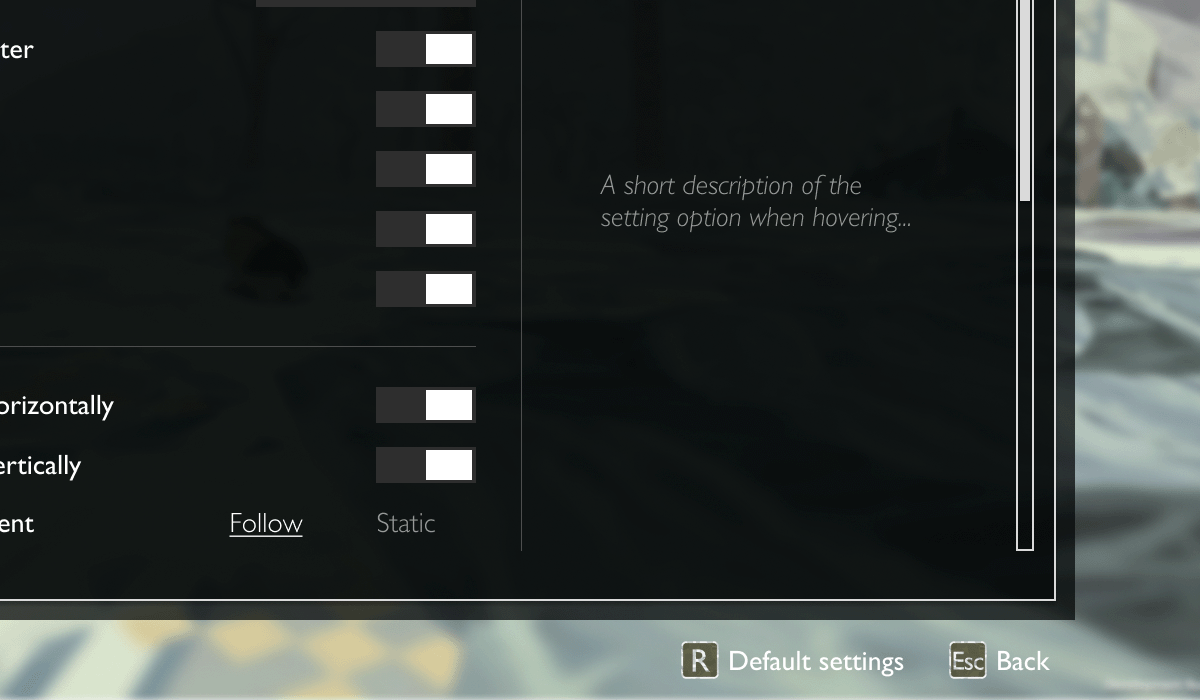 ter
A short description of the
setting option when hovering...
orizontally
ertically
ent Follow Static
R Default settings Esc Back